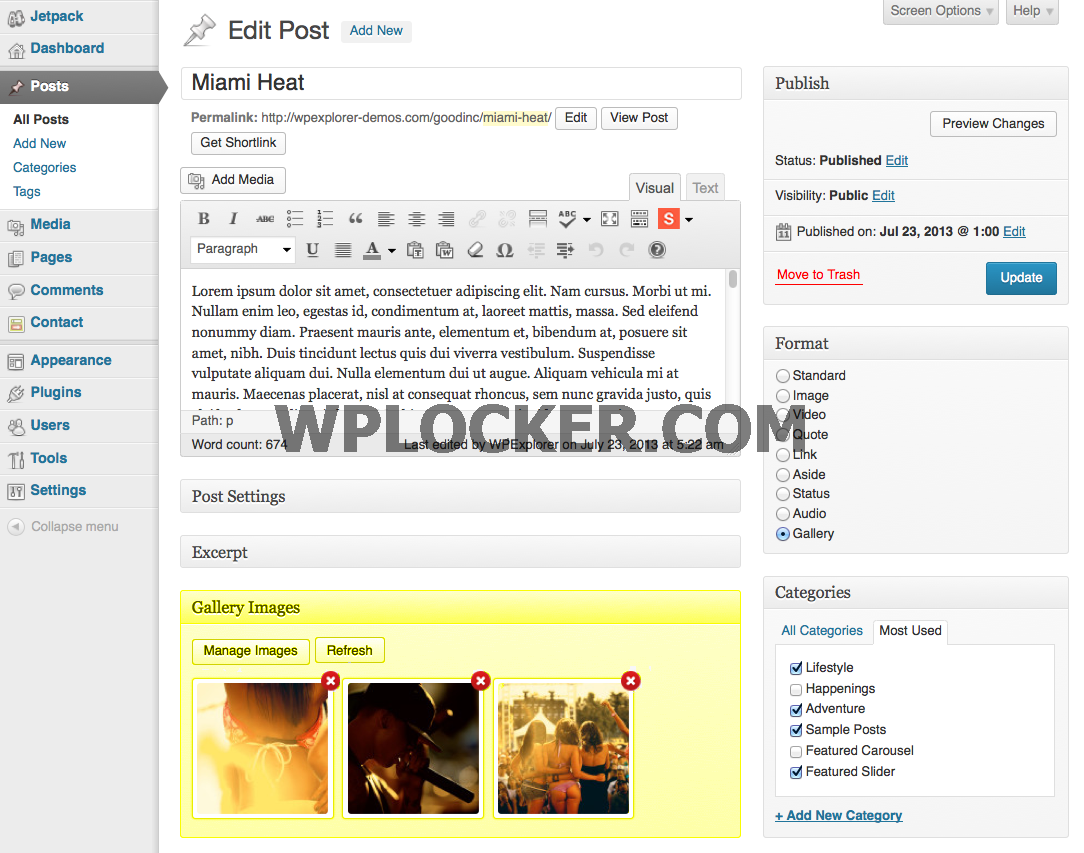 Jetpack
Dashboard
Posts
All Posts
Add New
Categories
Tags
Media
Pages
Comments
Contact
Appearance
Plugins
Users
Tools
Settings
Collapse menu
Screen Options Help
Edit Post Add New
Miami Heat
Permalink: http://wpexplorer-demos.com/goodinc/miami-heat/ Edit View Post
Get Shortlink
Add Media
Visual Text
B I ABC ABC S
Paragraph U A T W Ω ?
Lorem ipsum dolor sit amet, consectetuer adipiscing elit. Nam cursus. Morbi ut mi.
Nullam enim leo, egestas id, condimentum at, laoreet mattis, massa. Sed eleifend
nonummy diam. Praesent mauris ante, elementum et, bibendum at, posuere sit
amet, nibh. Duis tincidunt lectus quis dui viverra vestibulum. Suspendisse
vulputate aliquam dui. Nulla elementum dui ut augue. Aliquam vehicula mi at
mauris. Maecenas placerat, nisl at consequat rhoncus, sem nunc gravida justo, quis
Path: p
WPLOCKER.COM
Word count: 674 Last edited by WPExplorer on July 23, 2013 at 5:22 am
Post Settings
Excerpt
Gallery Images
Manage Images Refresh
Publish
Preview Changes
Status: Published Edit
Visibility: Public Edit
11 Published on: Jul 23, 2013 @ 1:00 Edit
Move to Trash Update
Format
Standard
Image
Video
Quote
Link
Aside
Status
Audio
Gallery
Categories
All Categories Most Used
Lifestyle
Happenings
Adventure
Sample Posts
Featured Carousel
Featured Slider
+ Add New Category